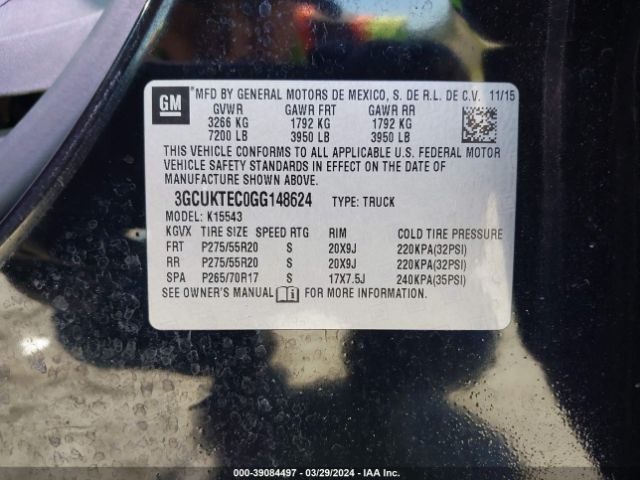 GM
MFD BY GENERAL MOTORS DE MEXICO, S. DE R.L. DE C.V. 11/15
GVWR GAWR FRT GAWR RR
3266 KG 1792 KG 1792 KG
7200 LB 3950 LB 3950 LB
THIS VEHICLE CONFORMS TO ALL APPLICABLE U.S. FEDERAL MOTOR
VEHICLE SAFETY STANDARDS IN EFFECT ON THE DATE OF
MANUFACTURE SHOWN ABOVE.
3GCUKTEC0GG148624 TYPE: TRUCK
MODEL: K15543
KGVX TIRE SIZE SPEED RTG RIM COLD TIRE PRESSURE
FRT P275/55R20 S 20X9J 220KPA(32PSI)
RR P275/55R20 S 20X9J 220KPA(32PSI)
SPA P265/70R17 S 17X7.5J 240KPA(35PSI)
SEE OWNER'S MANUAL FOR MORE INFORMATION.
000-39084497 - 03/29/2024 - IAA Inc.